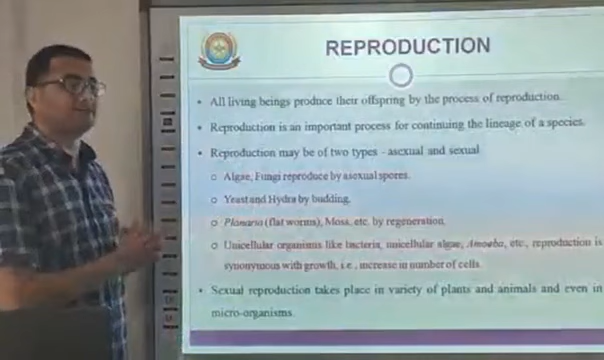 REPRODUCTION
• All living beings produce their offspring by the process of reproduction.
• Reproduction is an important process for continuing the lineage of a species.
• Reproduction may be of two types - asexual and sexual
o Algae, Fungi reproduce by asexual spores.
o Yeast and Hydra by budding.
o Planaria (flat worms), Moss, etc. by regeneration.
o Unicellular organisms like bacteria, unicellular algae, Amoeba, etc., reproduction is
synonymous with growth, i.e., increase in number of cells.
• Sexual reproduction takes place in variety of plants and animals and even in
micro-organisms.